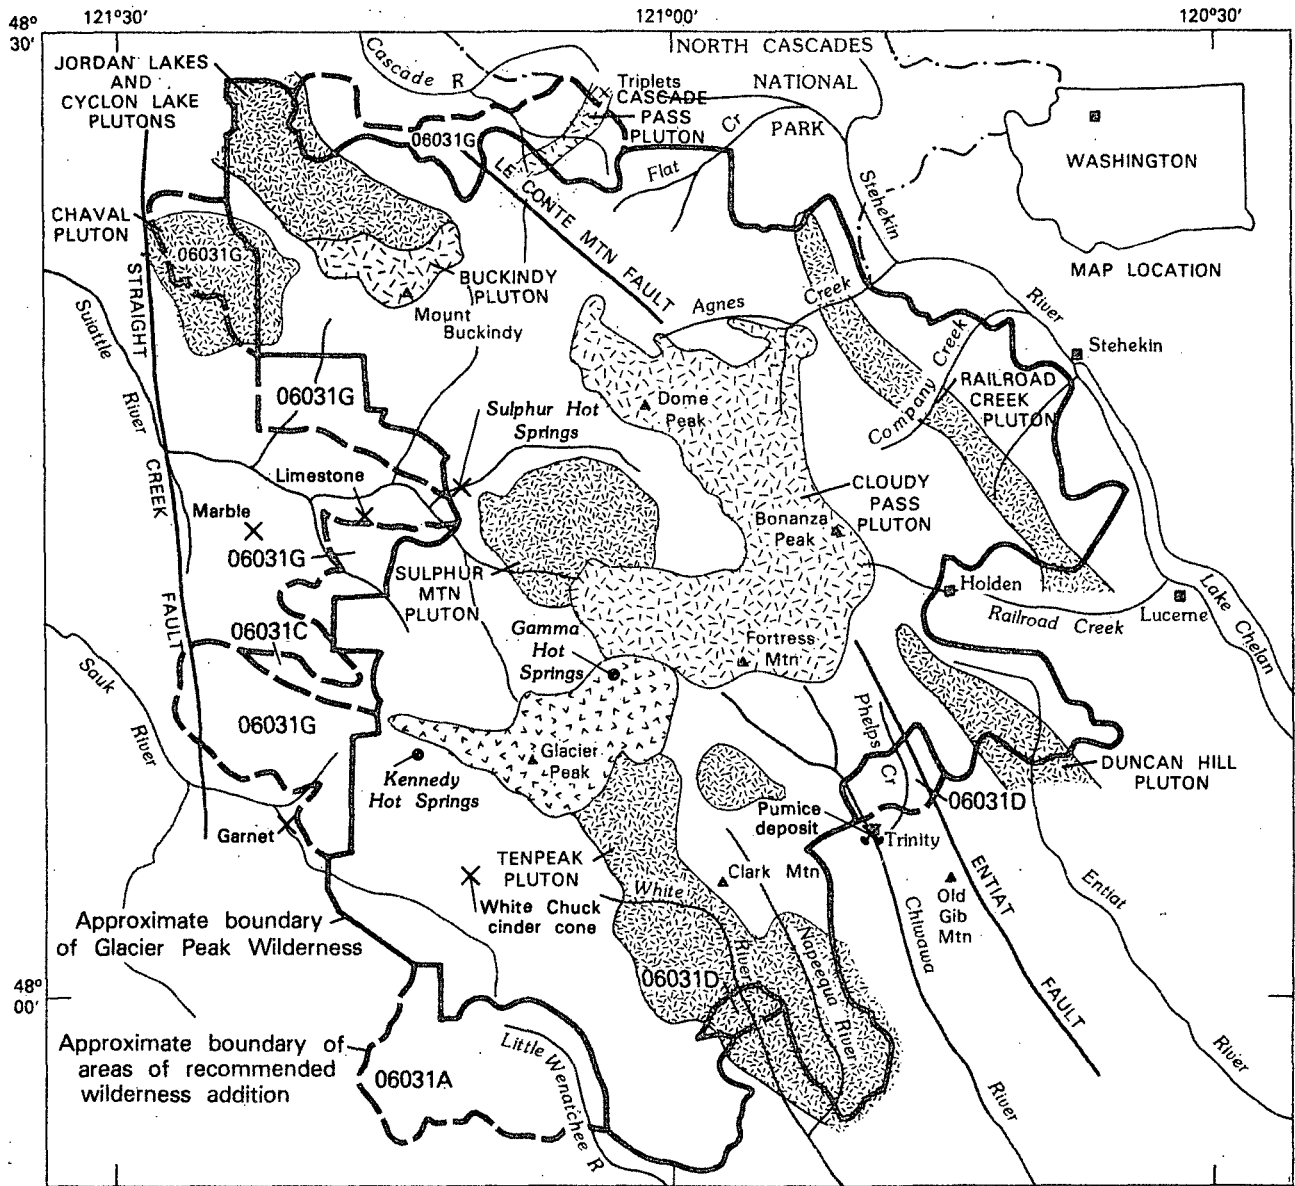 48°
30'
121°30'
121°00'
120°30'
JORDAN LAKES
AND
CYCLON LAKE
PLUTONS
Cascade R
NORTH CASCADES
NATIONAL
PARK
Triplets
CASCADE
PASS
PLUTON
WASHINGTON
MAP LOCATION
06031G
Flat Cr
LE CONTE MTN FAULT
Stehekin
River
CHAVAL
PLUTON
06031G
BUCKINDY
PLUTON
Mount
Buckindy
Agnes Creek
Stehekin
Suiattle
River
STRAIGHT
CREEK
FAULT
06031G
Dome
Peak
Company Creek
RAILROAD
CREEK
PLUTON
Sulphur Hot
Springs
Limestone
Marble
CLOUDY
PASS
PLUTON
Bonanza
Peak
06031G
SULPHUR
MTN
PLUTON
Holden
Railroad Creek
Lucerne
Lake Chelan
06031C
Gamma
Hot
Springs
Fortress
Mtn
Sauk
River
06031G
Phelps
Cr
Glacier
Peak
Kennedy
Hot Springs
DUNCAN HILL
PLUTON
06031D
Pumice
deposit
Trinity
Garnet
TENPEAK
PLUTON
Clark Mtn
White
River
White Chuck
cinder cone
Old
Gib
Mtn
ENTIAT
FAULT
Entiat
River
Approximate boundary
of Glacier Peak Wilderness
Napeequa
River
Chiwawa
River
06031D
48°
00'
Approximate boundary of
areas of recommended
wilderness addition
06031A
Little Wenatchee R